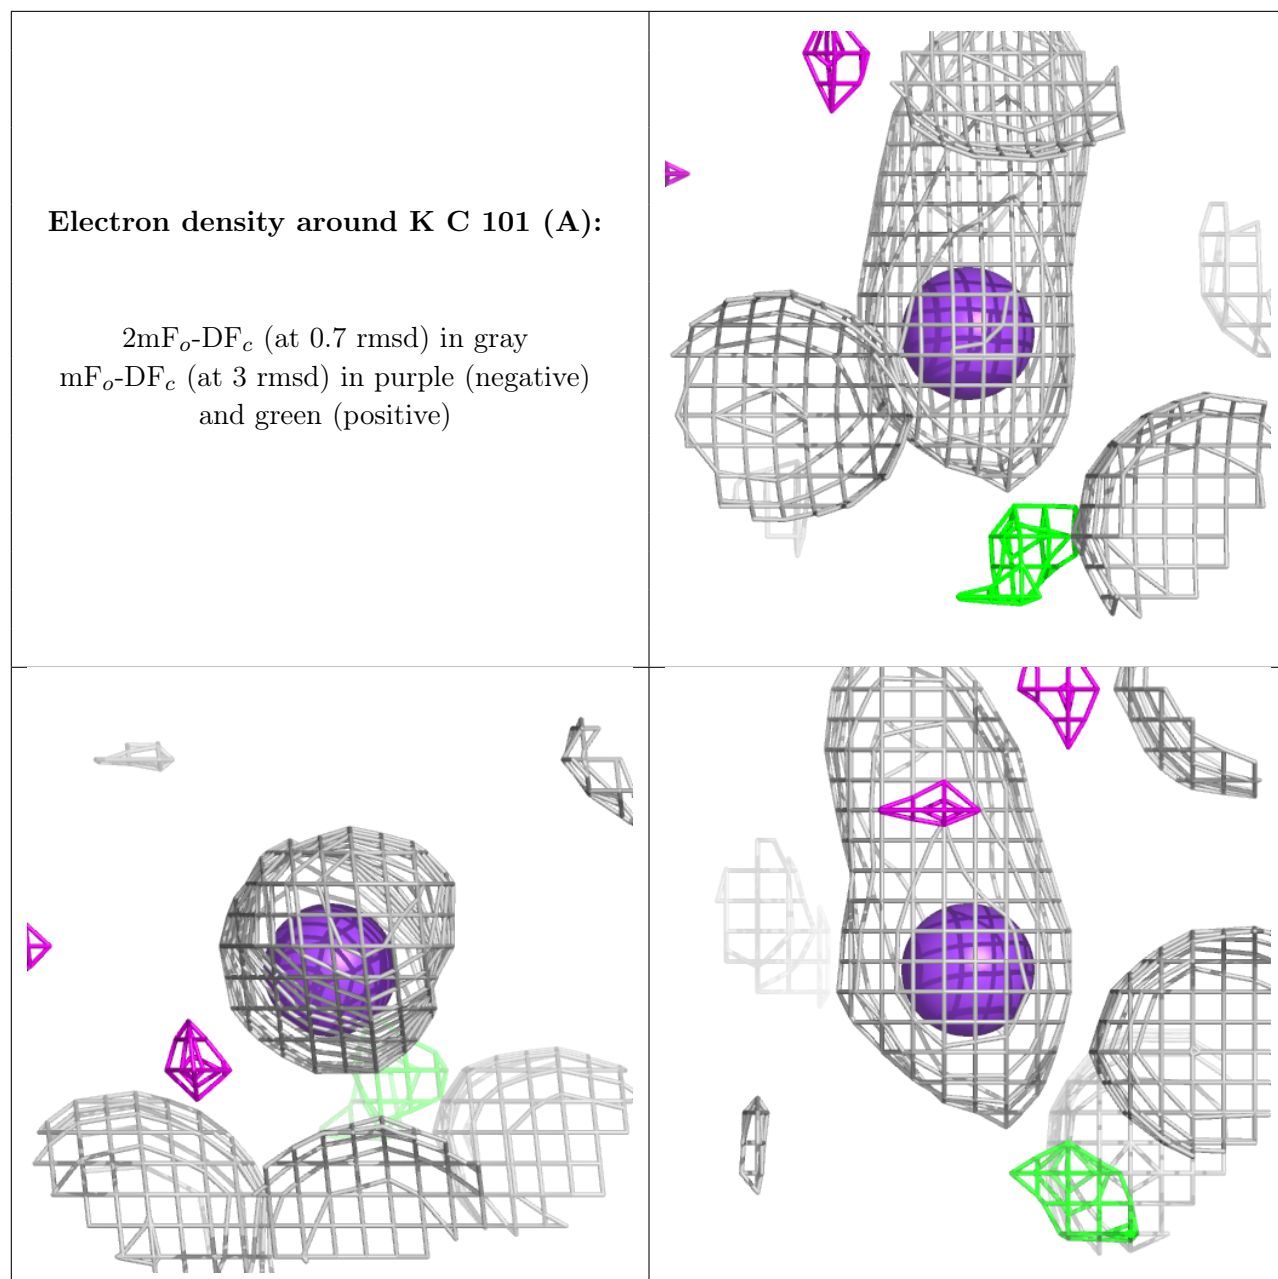 Electron density around K C 101 (A):
2mFo-DFc (at 0.7 rmsd) in gray
mFo-DFc (at 3 rmsd) in purple (negative)
and green (positive)